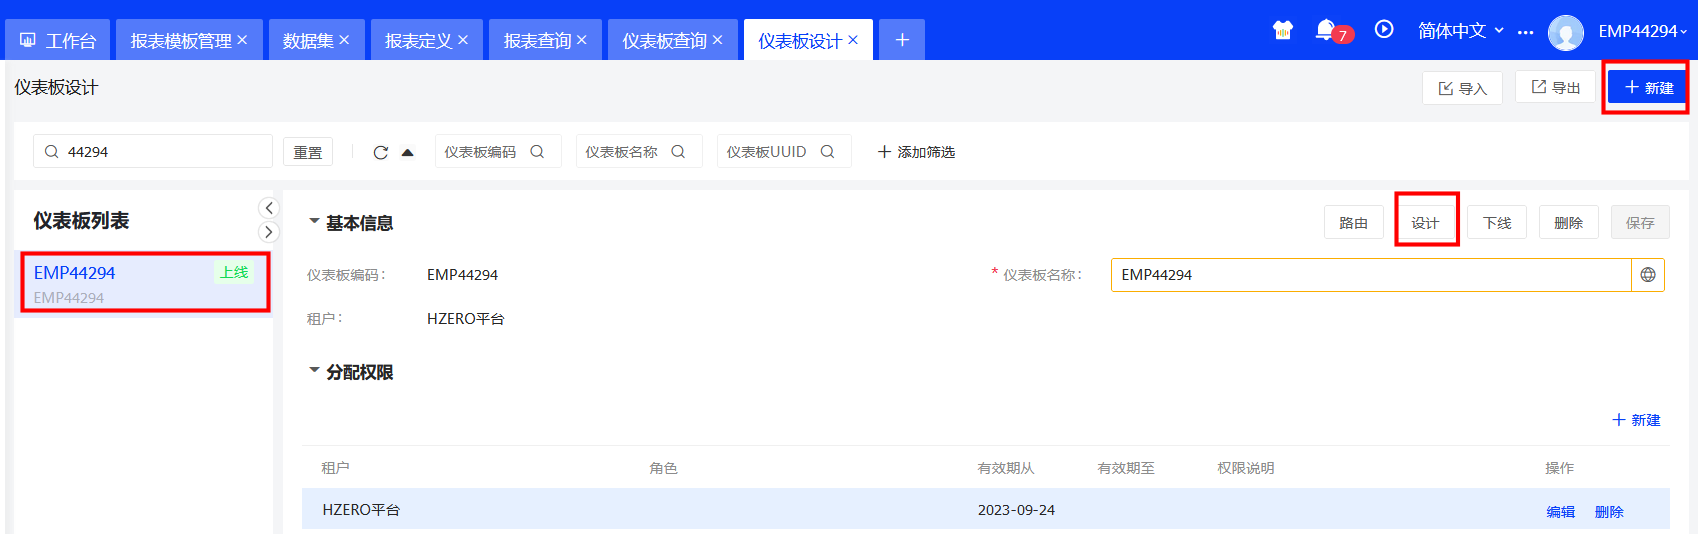 工作台 报表模板管理 × 数据集 × 报表定义 × 报表查询 × 仪表板查询 × 仪表板设计 × + 7 简体中文 ... EMP44294
仪表板设计 导入 导出 + 新建
44294 重置 仪表板编码 仪表板名称 仪表板UUID + 添加筛选
仪表板列表
EMP44294 上线
EMP44294
基本信息 路由 设计 下线 删除 保存
仪表板编码： EMP44294 * 仪表板名称： EMP44294
租户： HZERO平台
分配权限
+ 新建
租户 角色 有效期从 有效期至 权限说明 操作
HZERO平台 2023-09-24 编辑 删除